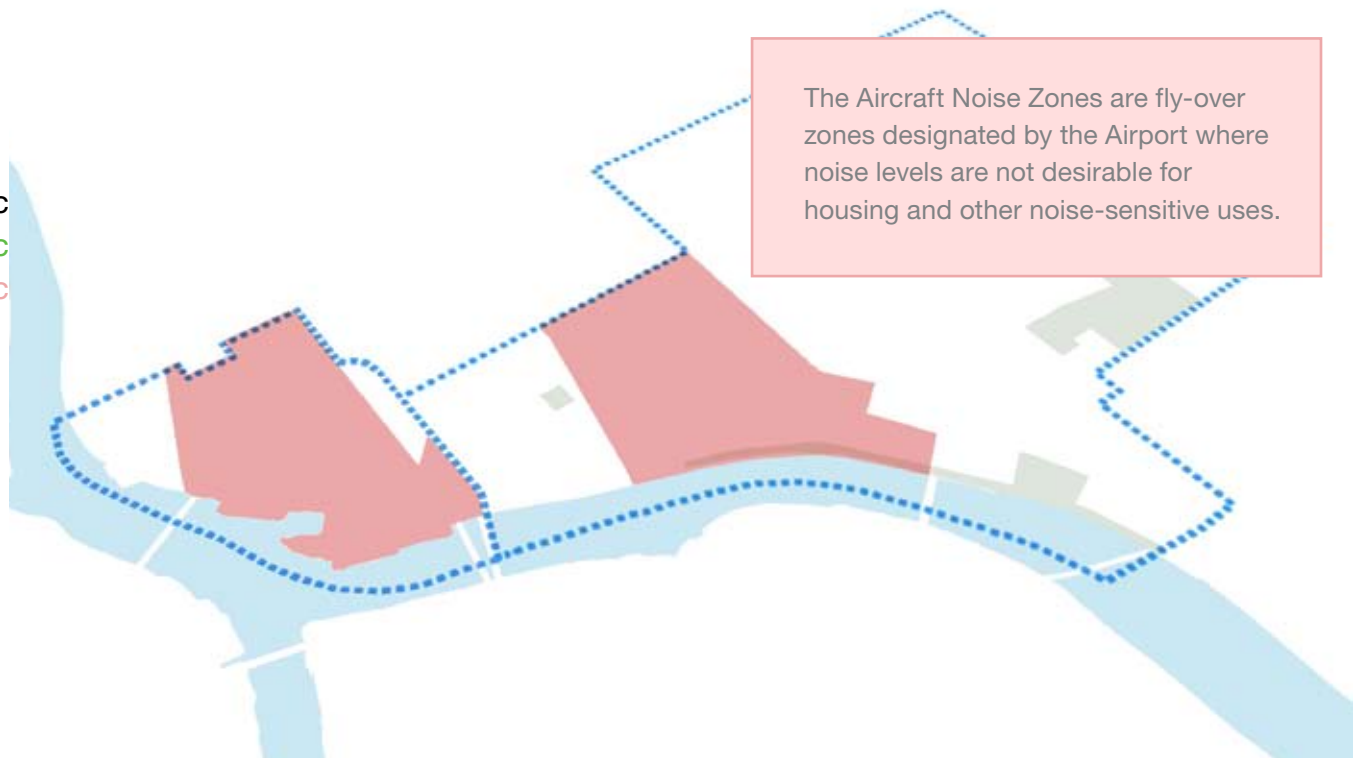 The Aircraft Noise Zones are fly-over
zones designated by the Airport where
noise levels are not desirable for
housing and other noise-sensitive uses.